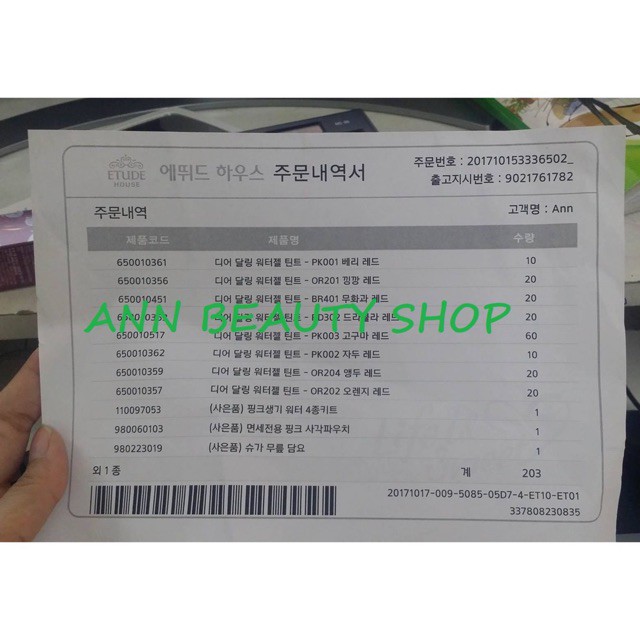 ETUDE HOUSE 에뛰드 하우스 주문내역서
주문번호 : 201710153336502_
출고지시번호 : 9021761782
주문내역 고객명 : Ann
제품코드 제품명 수량
650010361 디어 달링 워터젤 틴트 - PK001 베리 레드 10
650010356 디어 달링 워터젤 틴트 - OR201 낑깡 레드 20
650010451 디어 달링 워터젤 틴트 - BR401 무화과 레드 20
디어 달링 워터젤 틴트 - RD302 드라큘라 레드 20
ANN BEAUTY SHOP
650010517 디어 달링 워터젤 틴트 - PK003 고구마 레드 60
650010362 디어 달링 워터젤 틴트 - PK002 자두 레드 10
650010359 디어 달링 워터젤 틴트 - OR204 앵두 레드 20
650010357 디어 달링 워터젤 틴트 - OR202 오렌지 레드 20
110097053 (사은품) 핑크생기 워터 4종키트 1
980060103 (사은품) 면세전용 핑크 사각파우치 1
980223019 (사은품) 슈가 무릎 담요 1
외 1 종 계 203
20171017-009-5085-05D7-4-ET10-ET01
337808230835